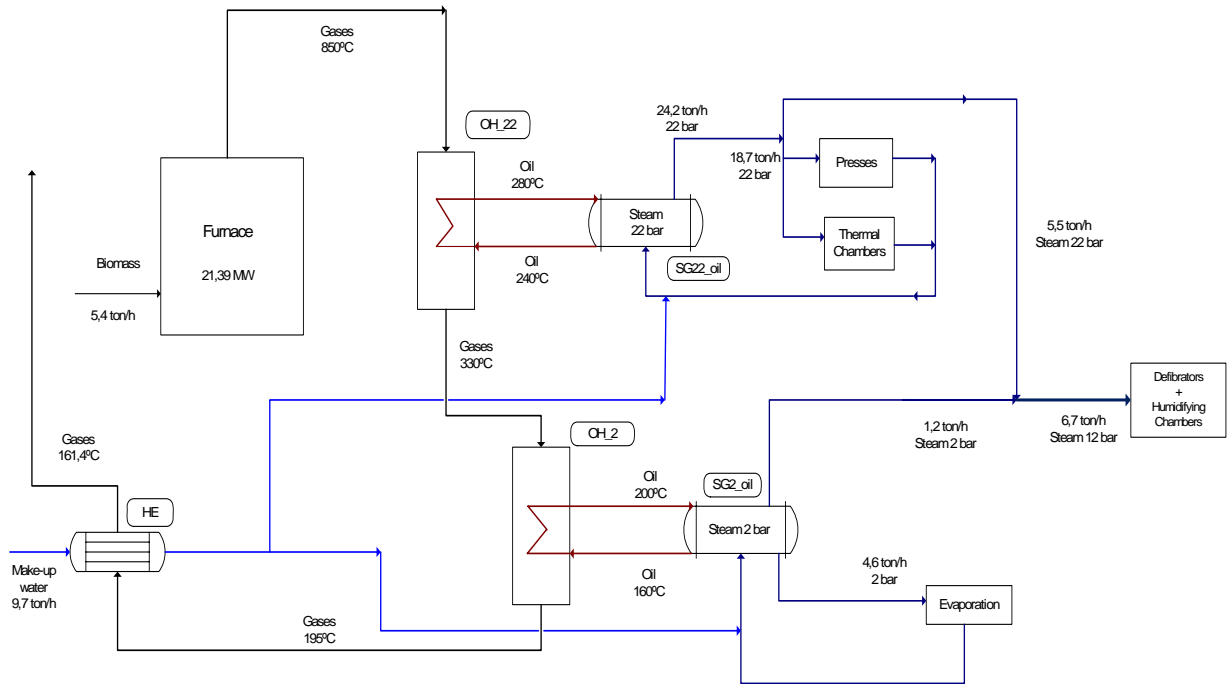 Gases
850ºC
OH_22
24,2 ton/h
22 bar
Oil
280ºC
18,7 ton/h
22 bar
Presses
Furnace
21,39 MW
Steam
22 bar
Thermal
Chambers
5,5 ton/h
Steam 22 bar
Biomass
5,4 ton/h
Oil
240ºC
SG22_oil
Gases
330ºC
Defibrators
+
Humidifying
Chambers
1,2 ton/h
Steam 2 bar
6,7 ton/h
Steam 12 bar
Gases
161,4ºC
OH_2
Oil
200ºC
SG2_oil
HE
Steam 2 bar
Make-up
water
9,7 ton/h
Oil
160ºC
4,6 ton/h
2 bar
Evaporation
Gases
195ºC